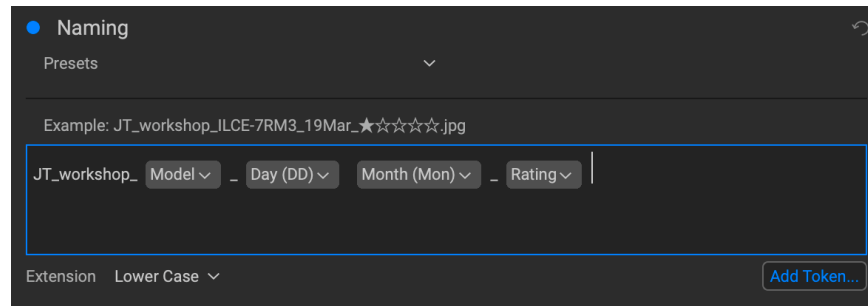 Naming
Presets
Example: JT_workshop_ILCE-7RM3_19Mar_★☆☆☆☆.jpg
JT_workshop_ Model _ Day (DD) Month (Mon) _ Rating
Extension Lower Case Add Token...